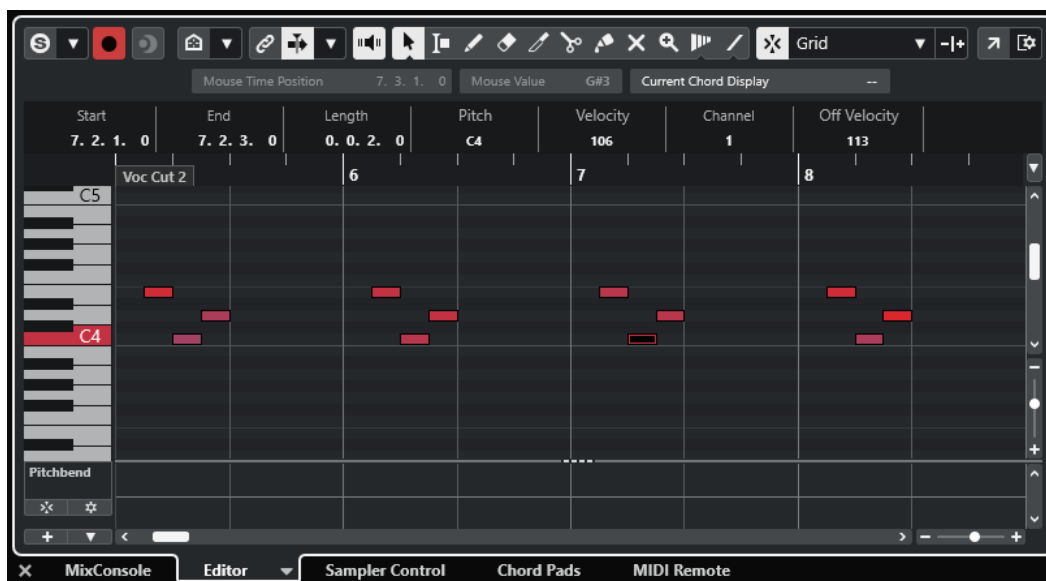 S
Grid
Mouse Time Position 7. 3. 1. 0 Mouse Value G#3 Current Chord Display --
Start End Length Pitch Velocity Channel Off Velocity
7. 2. 1. 0 7. 2. 3. 0 0. 0. 2. 0 C4 106 1 113
Voc Cut 2 6 7 8
C5
C4
Pitchbend
MixConsole Editor Sampler Control Chord Pads MIDI Remote